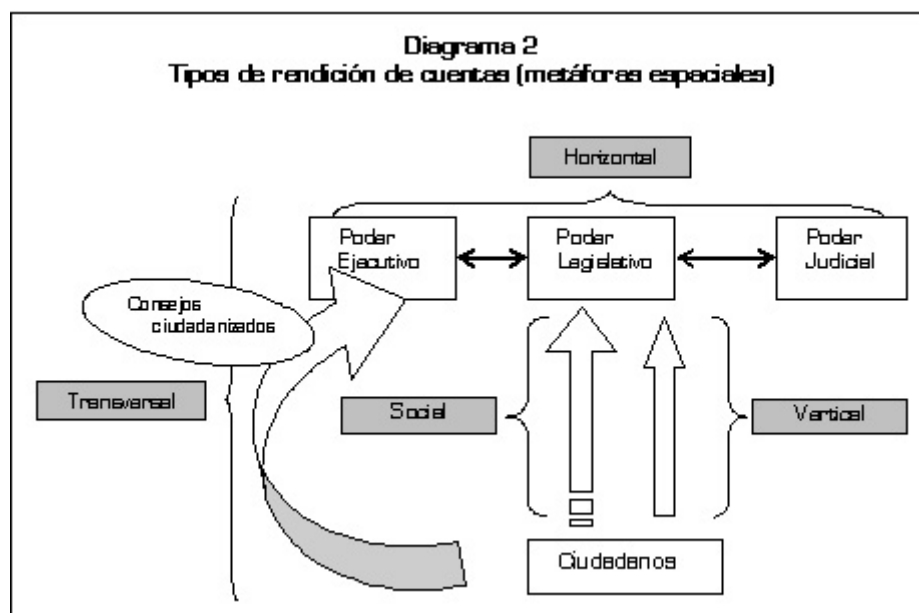 Diagrama 2
Tipos de rendición de cuentas (metáforas espaciales)
Horizontal
Poder
Ejecutivo
Poder
Legislativo
Poder
Judicial
Consejos
ciudadanizados
Transversal
Social
Vertical
Ciudadanos